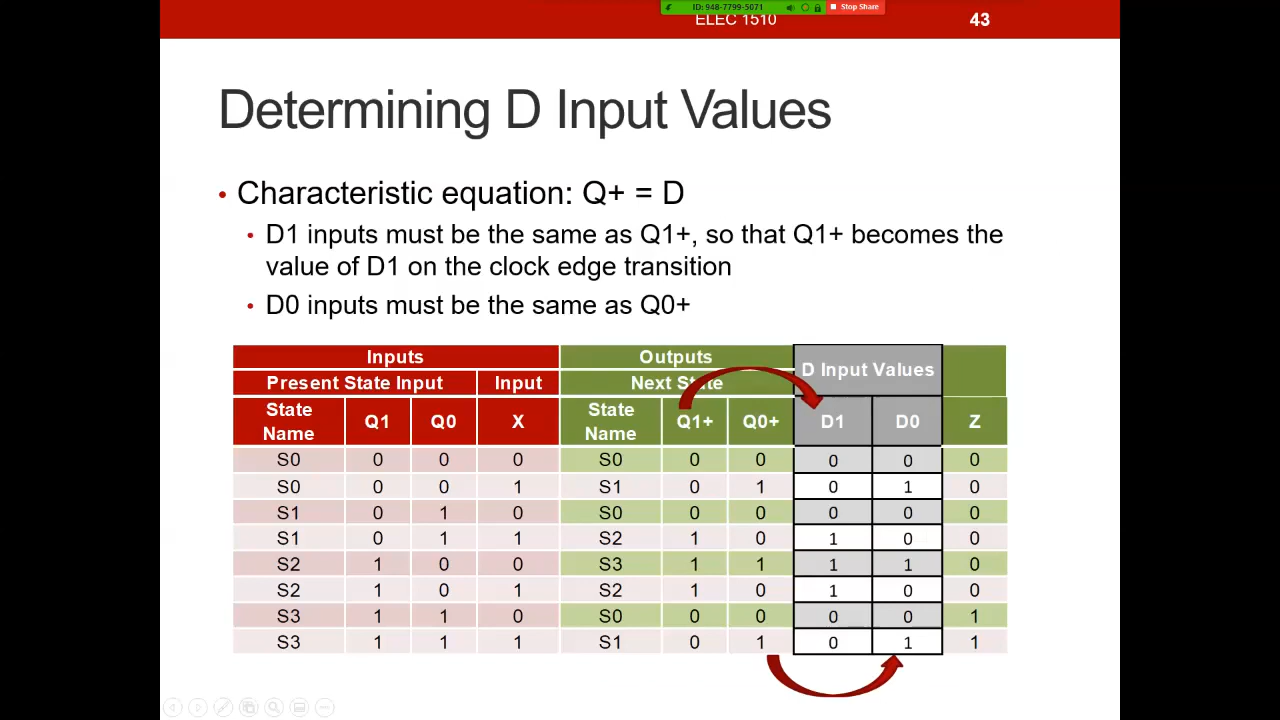 ID: 948-7799-5071 Stop Share
ELEC 1510 43
Determining D Input Values
• Characteristic equation: Q+ = D
• D1 inputs must be the same as Q1+, so that Q1+ becomes the
value of D1 on the clock edge transition
• D0 inputs must be the same as Q0+
Inputs Outputs D Input Values
Present State Input Input Next State
State Name Q1 Q0 X State Name Q1+ Q0+ D1 D0 Z
S0 0 0 0 S0 0 0 0 0 0
S0 0 0 1 S1 0 1 0 1 0
S1 0 1 0 S0 0 0 0 0 0
S1 0 1 1 S2 1 0 1 0 0
S2 1 0 0 S3 1 1 1 1 0
S2 1 0 1 S2 1 0 1 0 0
S3 1 1 0 S0 0 0 0 0 1
S3 1 1 1 S1 0 1 0 1 1